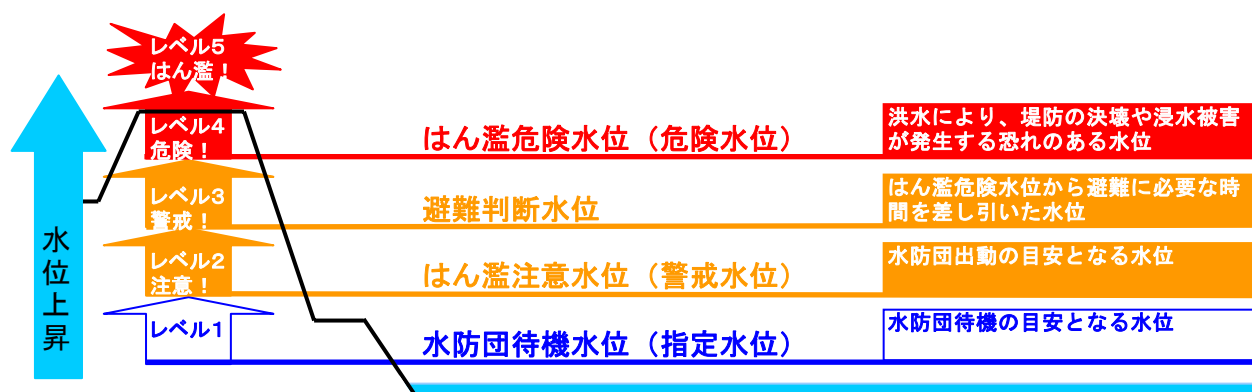 レベル5
はん濫！
レベル4
危険！
はん濫危険水位（危険水位）
洪水により、堤防の決壊や浸水被害
が発生する恐れのある水位
レベル3
警戒！
避難判断水位
はん濫危険水位から避難に必要な時
間を差し引いた水位
レベル2
注意！
はん濫注意水位（警戒水位）
水防団出動の目安となる水位
レベル1
水防団待機水位（指定水位）
水防団待機の目安となる水位
水位上昇